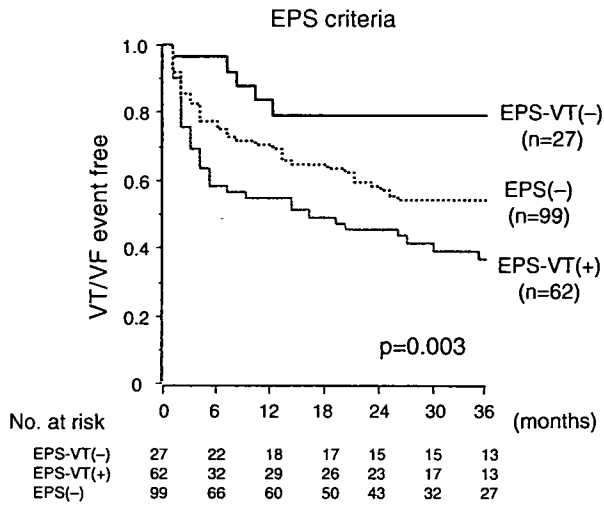 EPS criteria
VT/VF event free
1.0
0.8
0.6
0.4
0.2
0
EPS-VT(–)
(n=27)
EPS(–)
(n=99)
EPS-VT(+)
(n=62)
p=0.003
0 6 12 18 24 30 36 (months)
No. at risk
EPS-VT(–) 27 22 18 17 15 15 13
EPS-VT(+) 62 32 29 26 23 17 13
EPS(–) 99 66 60 50 43 32 27